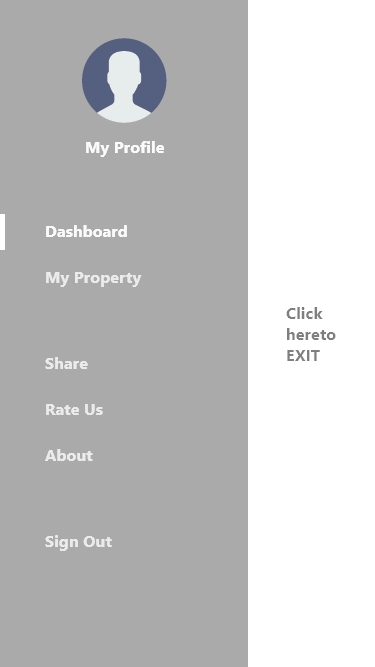 My Profile
Dashboard
My Property
Share
Rate Us
About
Sign Out
Click
hereto
EXIT